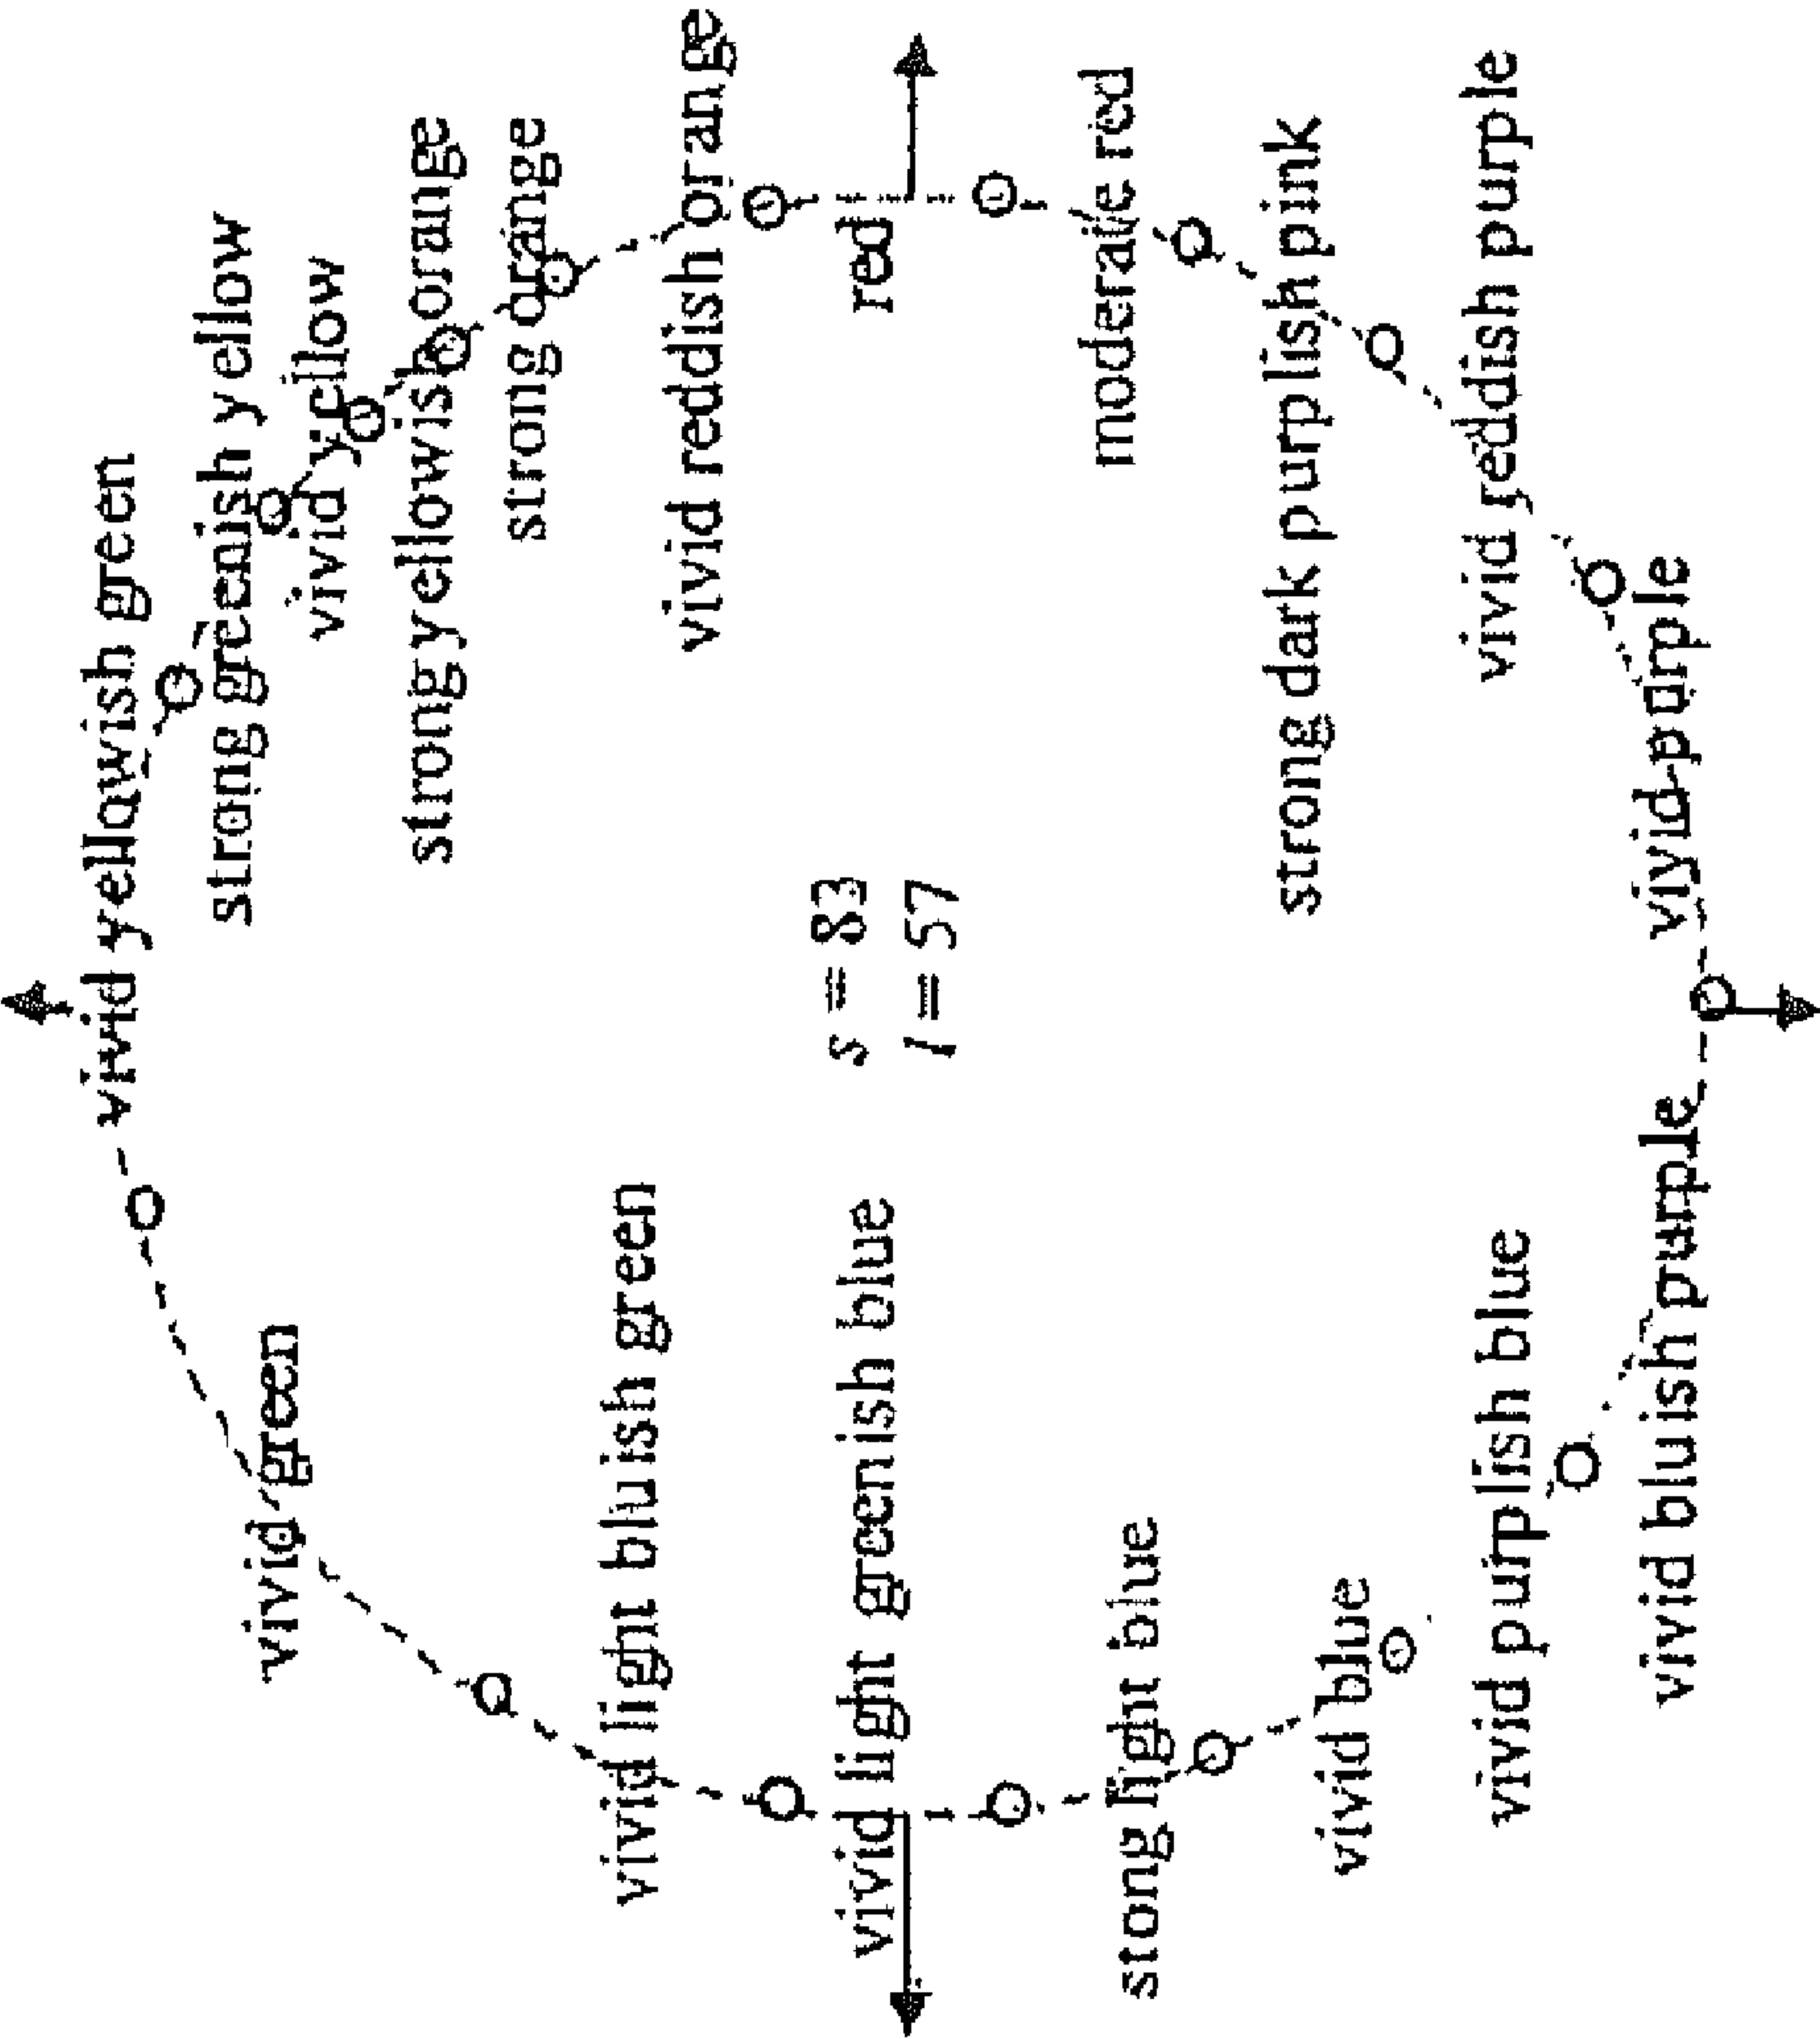 vivid yellowish green
strong greenish yellow
vivid yellow
strong yellowish orange
strong orange
vivid reddish orange
red
moderate red
strong dark purplish pink
vivid reddish purple
vivid purple
vivid bluish purple
vivid purplish blue
vivid blue
strong light blue
vivid light greenish blue
vivid light bluish green
vivid green
s = 83
l = 57